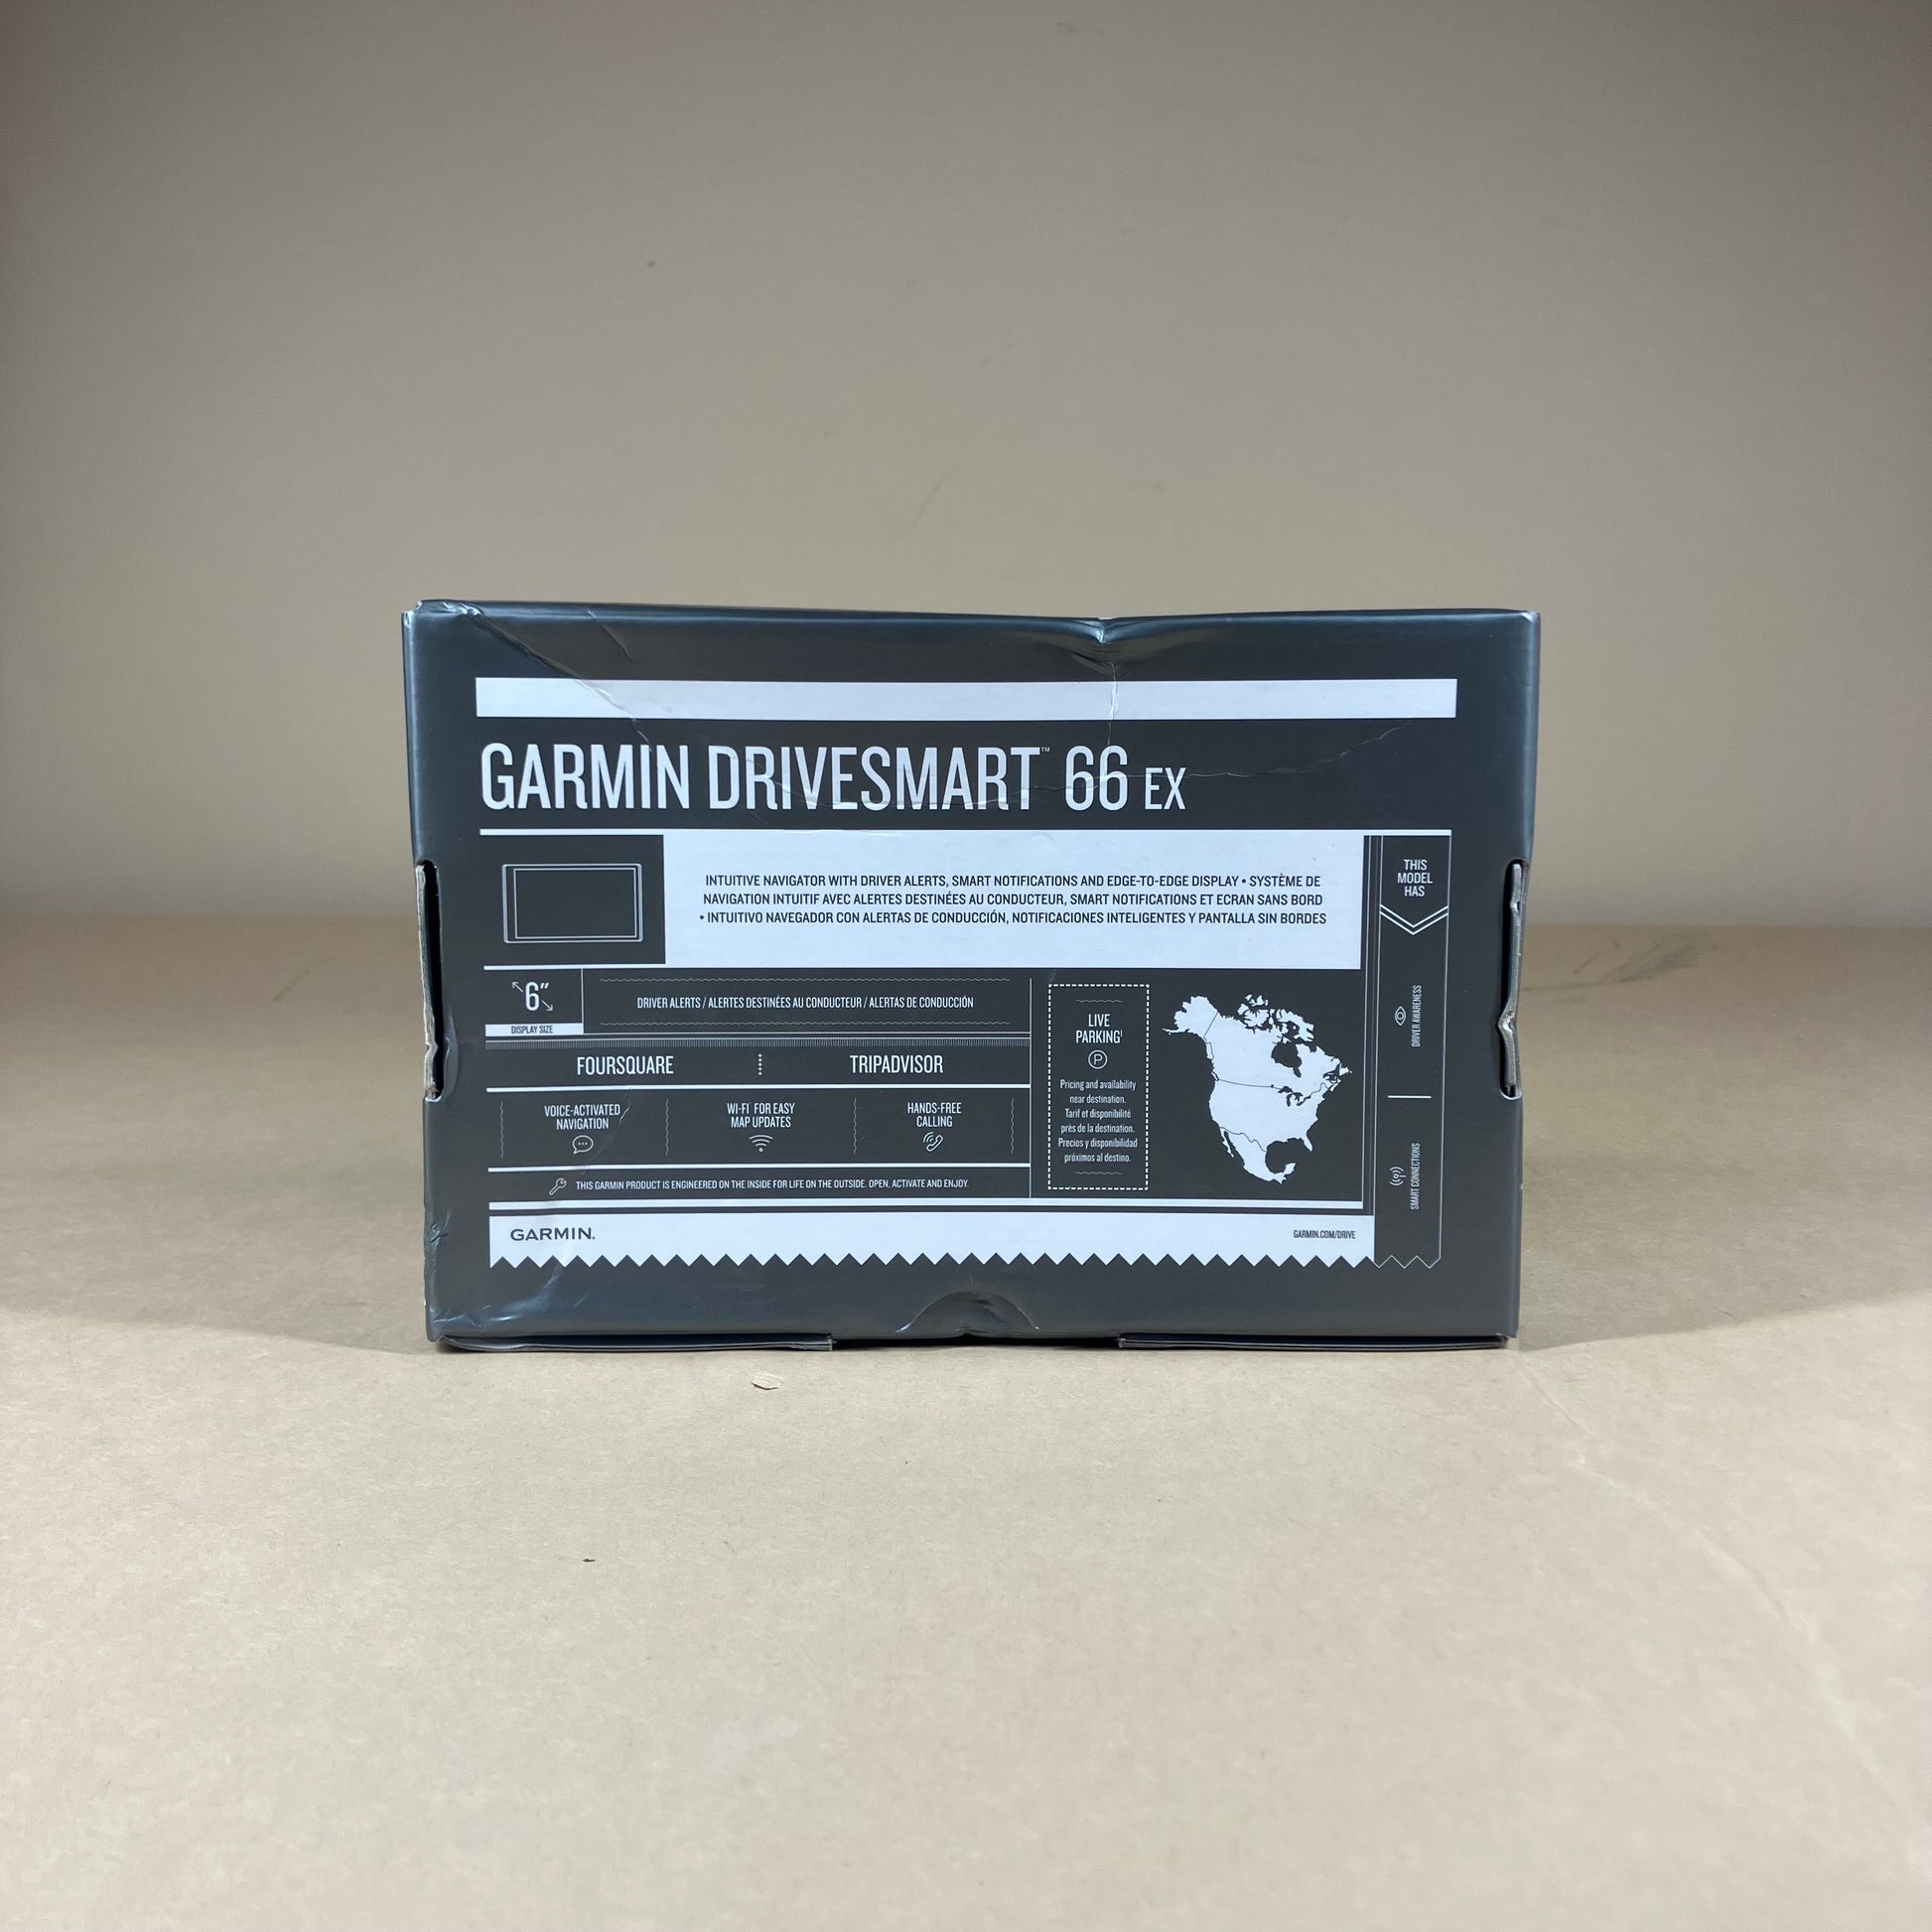 GARMIN DRIVESMART™ 66 EX
INTUITIVE NAVIGATOR WITH DRIVER ALERTS, SMART NOTIFICATIONS AND EDGE-TO-EDGE DISPLAY • SYSTÈME DE
NAVIGATION INTUITIF AVEC ALERTES DESTINÉES AU CONDUCTEUR, SMART NOTIFICATIONS ET ECRAN SANS BORD
• INTUITIVO NAVEGADOR CON ALERTAS DE CONDUCCIÓN, NOTIFICACIONES INTELIGENTES Y PANTALLA SIN BORDES
THIS
MODEL
HAS
DRIVER AWARENESS
SMART CONNECTIONS
6"
DISPLAY SIZE
DRIVER ALERTS / ALERTES DESTINÉES AU CONDUCTEUR / ALERTAS DE CONDUCCIÓN
FOURSQUARE
TRIPADVISOR
VOICE-ACTIVATED
NAVIGATION
WI-FI FOR EASY
MAP UPDATES
HANDS-FREE
CALLING
THIS GARMIN PRODUCT IS ENGINEERED ON THE INSIDE FOR LIFE ON THE OUTSIDE. OPEN, ACTIVATE AND ENJOY.
LIVE
PARKING¹
P
Pricing and availability
near destination.
Tarif et disponibilité
près de la destination.
Precios y disponibilidad
próximos al destino.
GARMIN.
GARMIN.COM/DRIVE